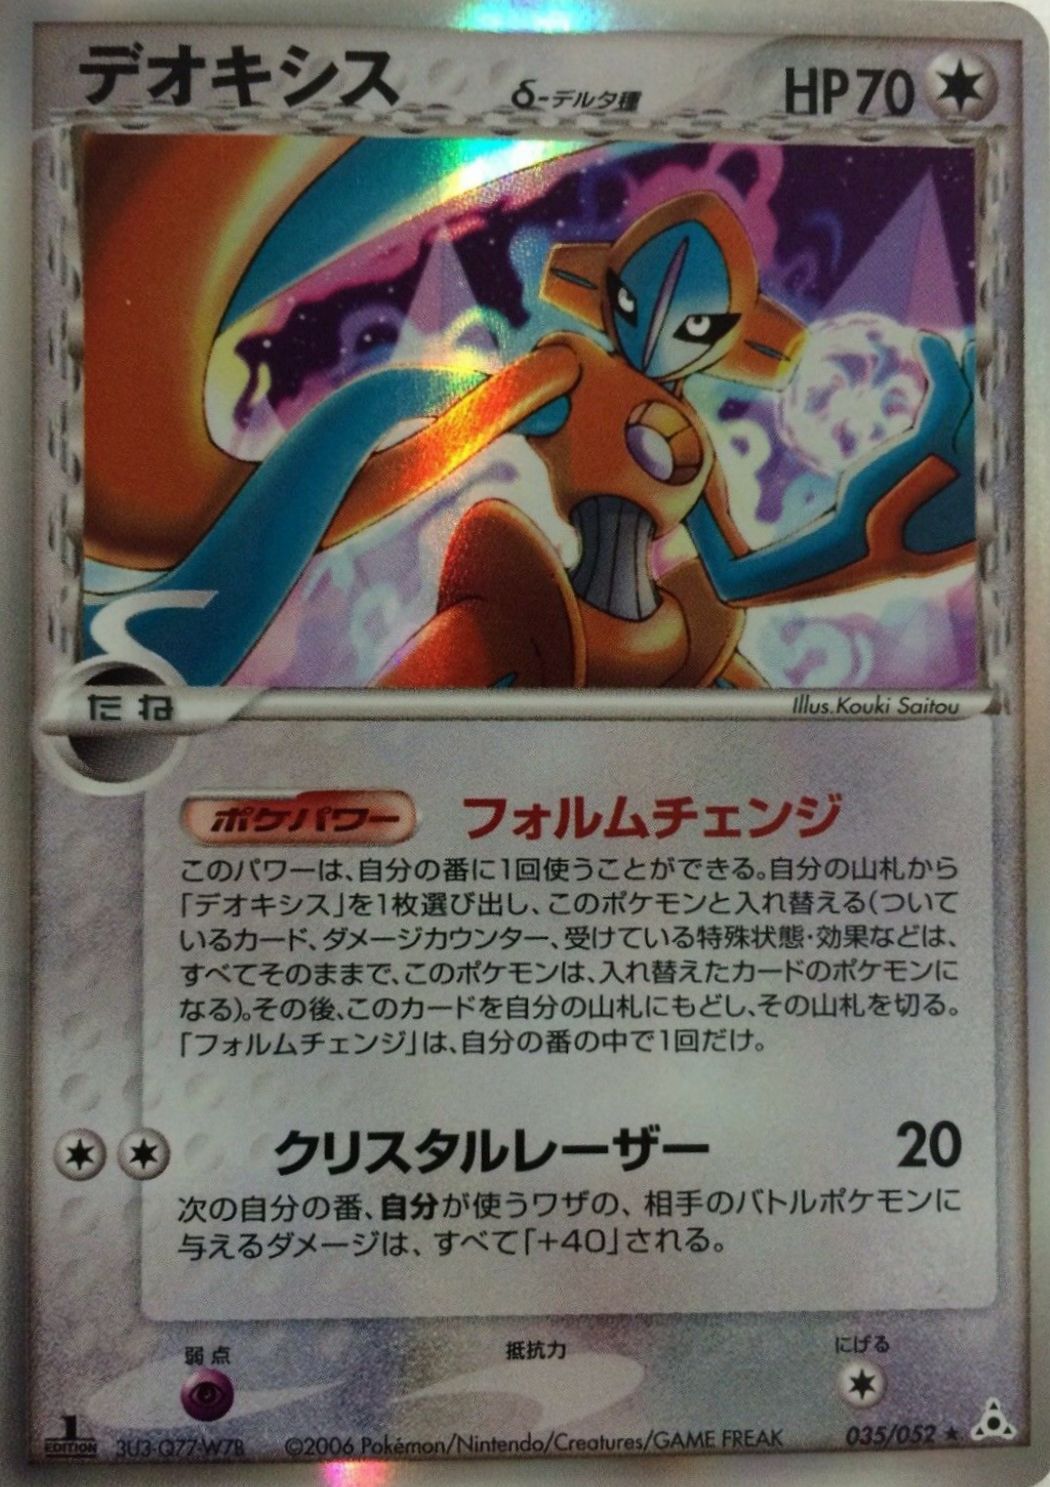 デオキシス
δ-デルタ種
HP70
たね
Illus.Kouki Saitou
ポケパワー フォルムチェンジ
このパワーは、自分の番に1回使うことができる。自分の山札から
「デオキシス」を1枚選び出し、このポケモンと入れ替える(ついて
いるカード、ダメージカウンター、受けている特殊状態・効果などは、
すべてそのままで、このポケモンは、入れ替えたカードのポケモンに
なる)。その後、このカードを自分の山札にもどし、その山札を切る。
「フォルムチェンジ」は、自分の番の中で1回だけ。
クリスタルレーザー 20
次の自分の番、自分が使うワザの、相手のバトルポケモンに
与えるダメージは、すべて「+40」される。
弱点 抵抗力 にげる
1
EDITION
3U3-Q77-W7B ©2006 Pokémon/Nintendo/Creatures/GAME FREAK 035/052 ★